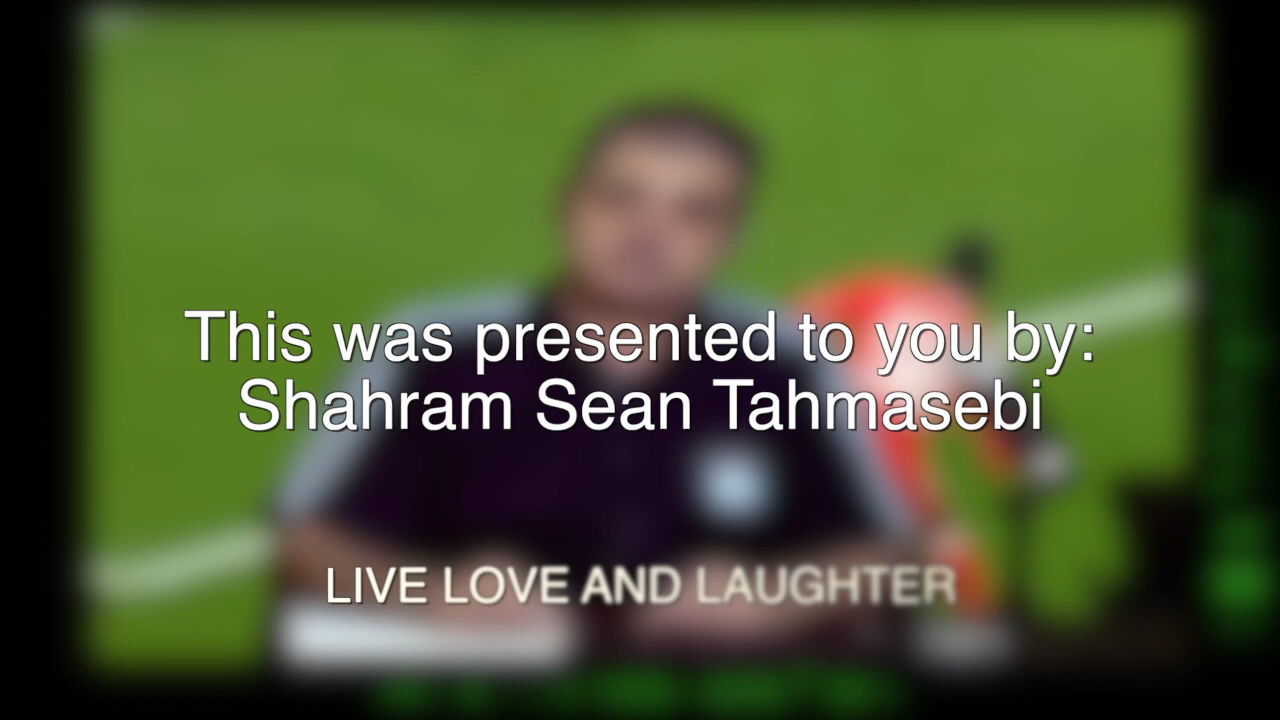 This was presented to you by:
Shahram Sean Tahmasebi
LIVE LOVE AND LAUGHTER